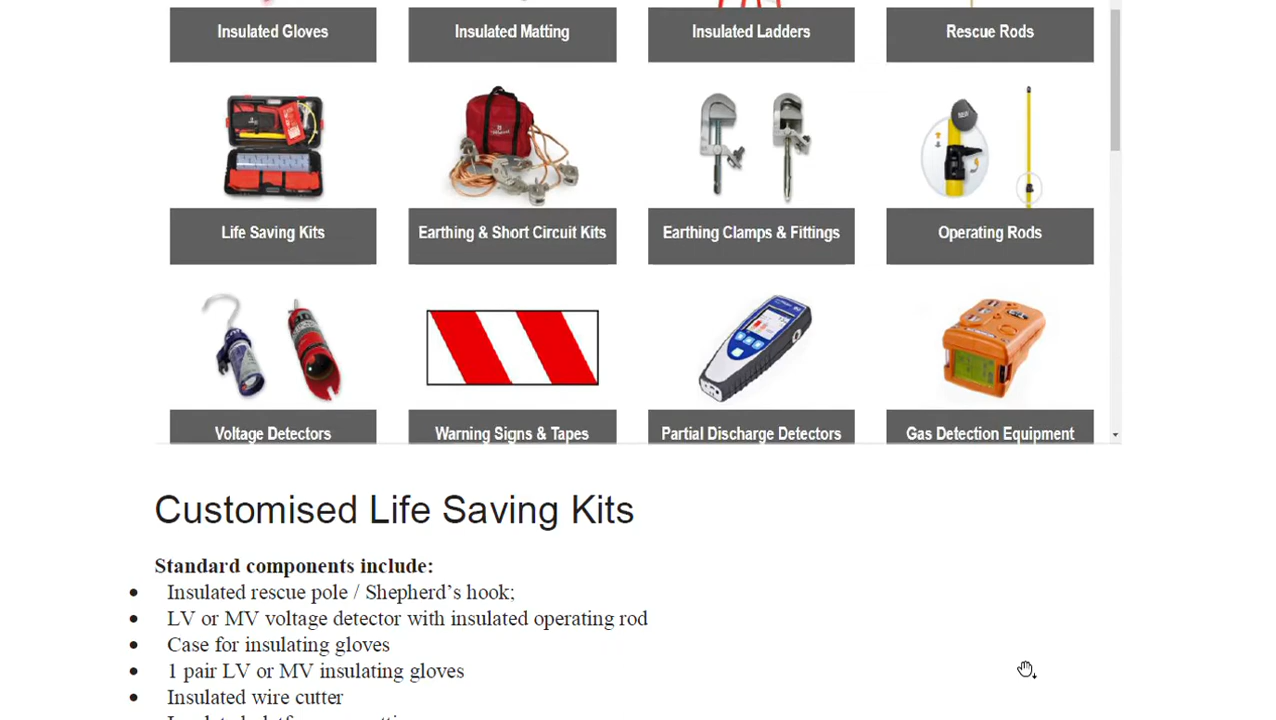 Insulated Gloves
Insulated Matting
Insulated Ladders
Rescue Rods
Life Saving Kits
Earthing & Short Circuit Kits
Earthing Clamps & Fittings
Operating Rods
Voltage Detectors
Warning Signs & Tapes
Partial Discharge Detectors
Gas Detection Equipment
Customised Life Saving Kits
Standard components include:
• Insulated rescue pole / Shepherd’s hook;
• LV or MV voltage detector with insulated operating rod
• Case for insulating gloves
• 1 pair LV or MV insulating gloves
• Insulated wire cutter